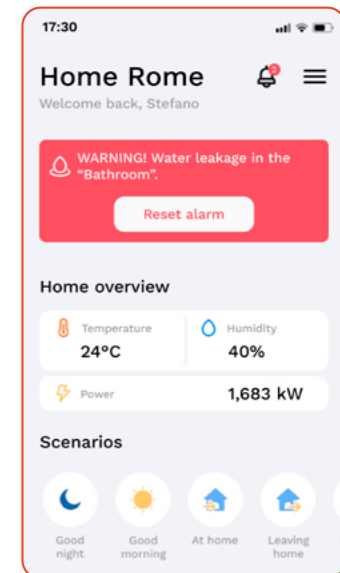 17:30
Home Rome
2
Welcome back, Stefano
WARNING! Water leakage in the
“Bathroom”.
Reset alarm
Home overview
Temperature
24°C
Humidity
40%
Power
1,683 kW
Scenarios
Good
night
Good
morning
At home
Leaving
home